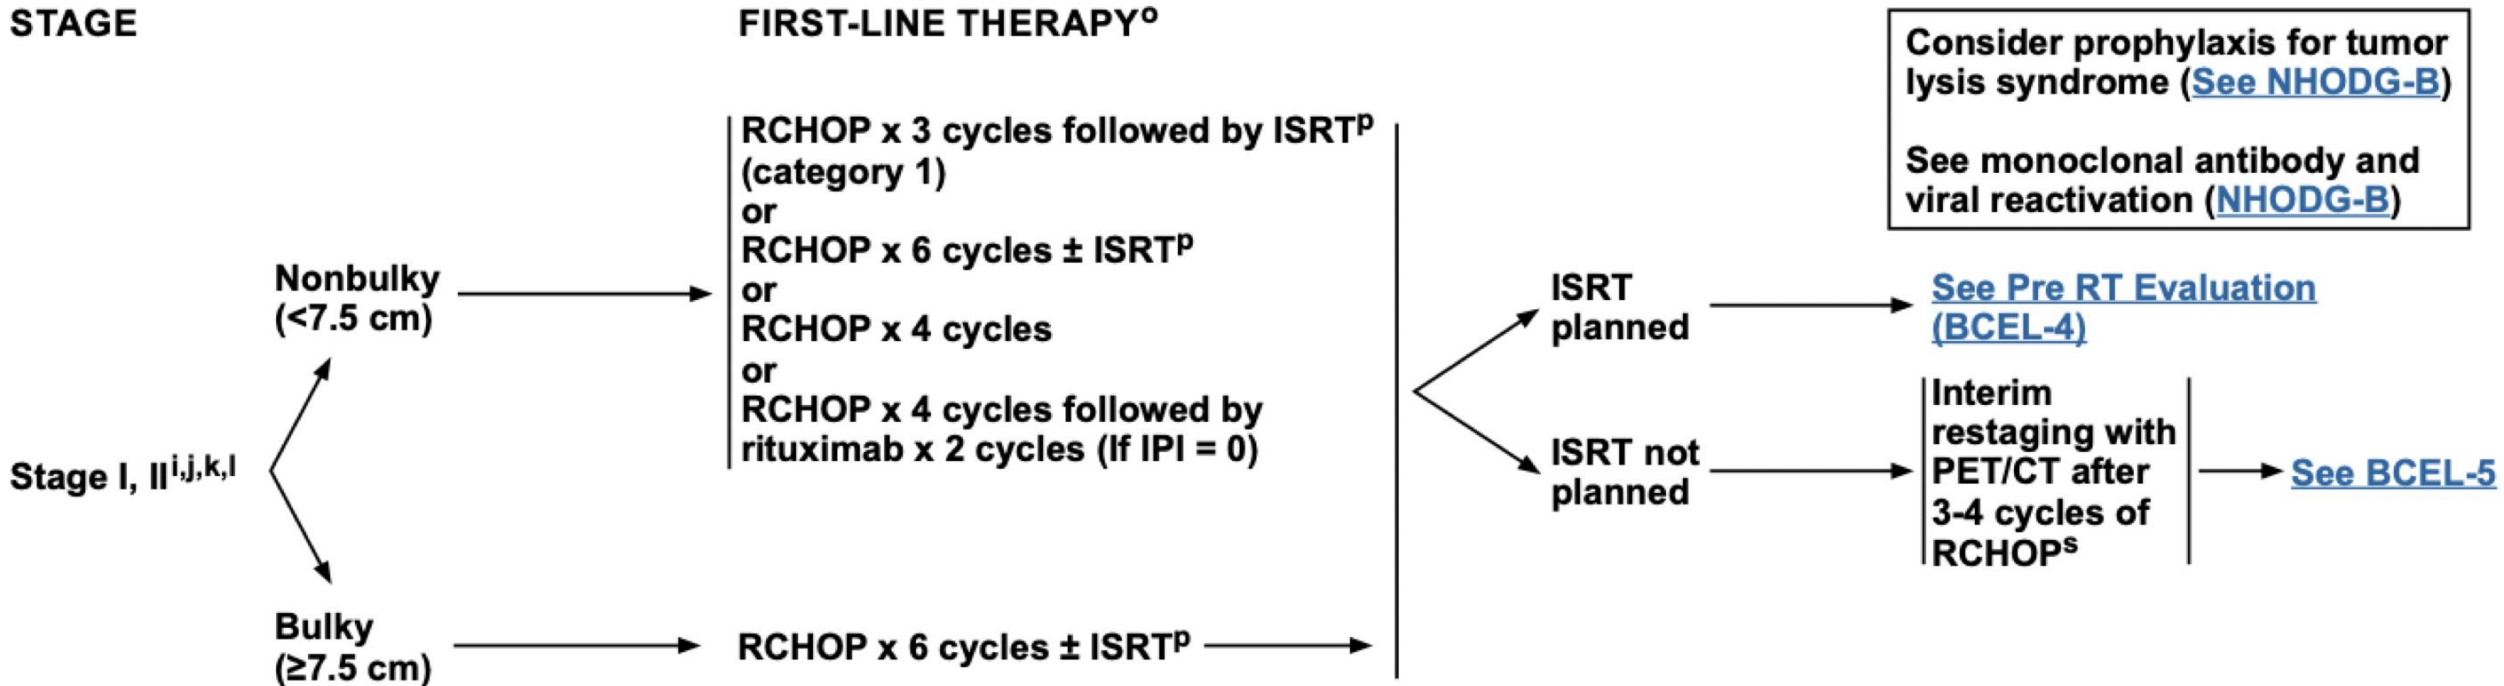 STAGE
FIRST-LINE THERAPYᵒ
Consider prophylaxis for tumor
lysis syndrome (See NHODG-B)
See monoclonal antibody and
viral reactivation (NHODG-B)
Stage I, IIⁱ,ʲ,ᵏ,ˡ
Nonbulky
(<7.5 cm)
RCHOP x 3 cycles followed by ISRTᵖ
(category 1)
or
RCHOP x 6 cycles ± ISRTᵖ
or
RCHOP x 4 cycles
or
RCHOP x 4 cycles followed by
rituximab x 2 cycles (If IPI = 0)
Bulky
(≥7.5 cm)
RCHOP x 6 cycles ± ISRTᵖ
ISRT
planned
See Pre RT Evaluation
(BCEL-4)
ISRT not
planned
Interim
restaging with
PET/CT after
3-4 cycles of
RCHOPˢ
See BCEL-5